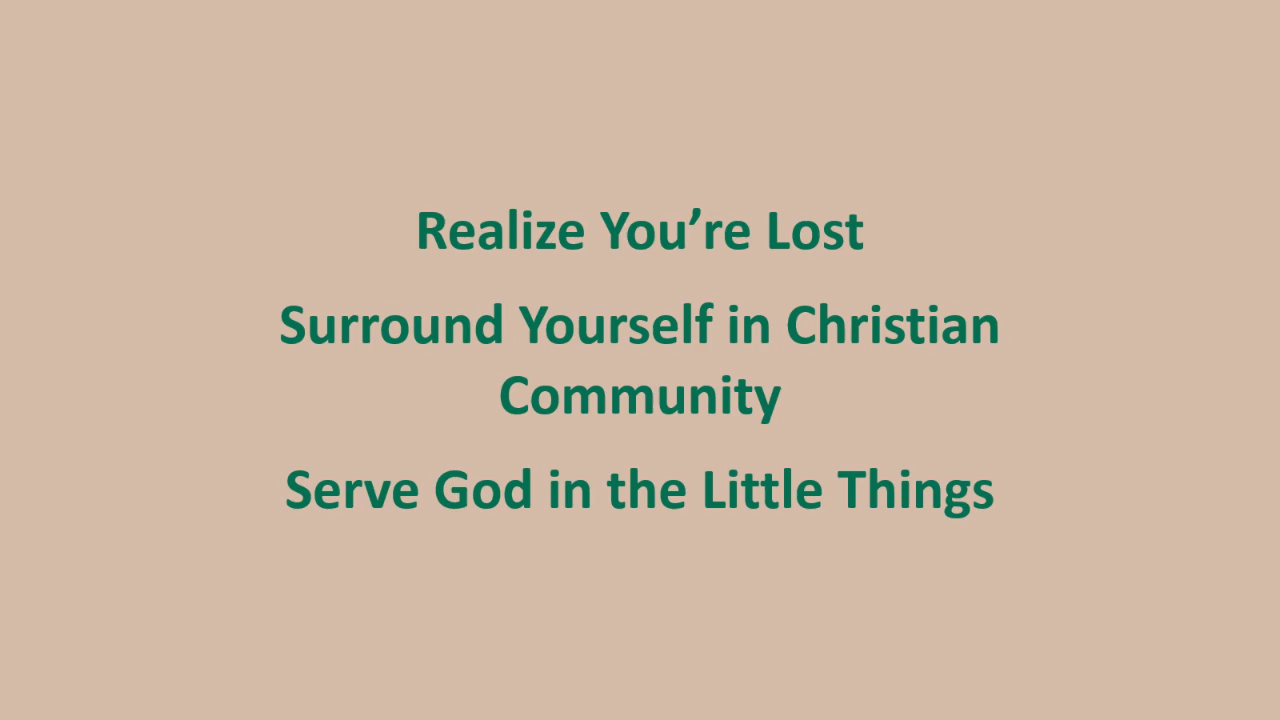 Realize You’re Lost
Surround Yourself in Christian
Community
Serve God in the Little Things